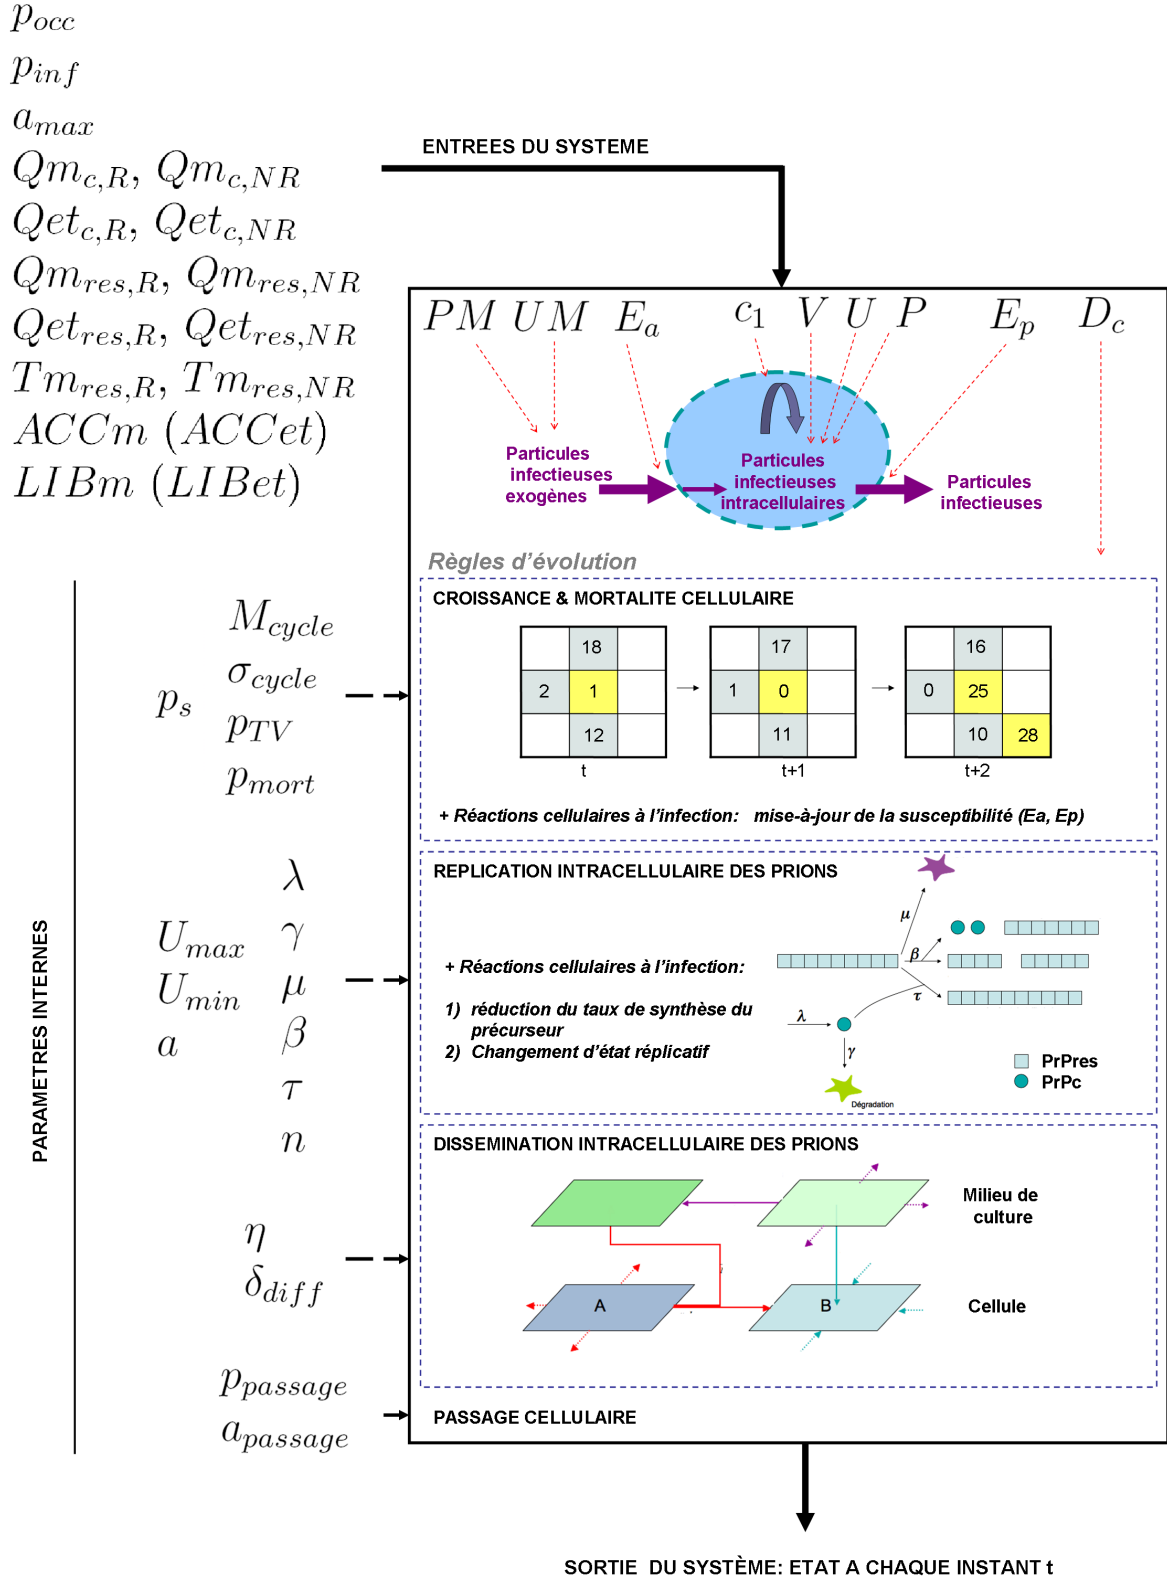 p_occ
p_inf
a_max
Qm_c,R, Qm_c,NR
Qet_c,R, Qet_c,NR
Qm_res,R, Qm_res,NR
Qet_res,R, Qet_res,NR
Tm_res,R, Tm_res,NR
ACCm (ACCet)
LIBm (LIBet)
ENTREES DU SYSTEME
PM UM E_a c_1 V U P E_p D_c
Particules
infectieuses
exogènes
Particules
infectieuses
intracellulaires
Particules
infectieuses
Règles d'évolution
CROISSANCE & MORTALITE CELLULAIRE
18
2 1
12
t
17
1 0
11
t+1
16
0 25
10 28
t+2
+ Réactions cellulaires à l'infection: mise-à-jour de la susceptibilité (Ea, Ep)
M_cycle
σ_cycle
p_s
p_TV
p_mort
PARAMETRES INTERNES
REPLICATION INTRACELLULAIRE DES PRIONS
+ Réactions cellulaires à l'infection:
1) réduction du taux de synthèse du
précurseur
2) Changement d'état réplicatif
μ
β
τ
λ
γ
Dégradation
PrPres
PrPc
λ
U_max γ
U_min μ
a β
τ
n
DISSEMINATION INTRACELLULAIRE DES PRIONS
Milieu de
culture
A
B
Cellule
η
δ_diff
p_passage
a_passage
PASSAGE CELLULAIRE
SORTIE DU SYSTÈME: ETAT A CHAQUE INSTANT t